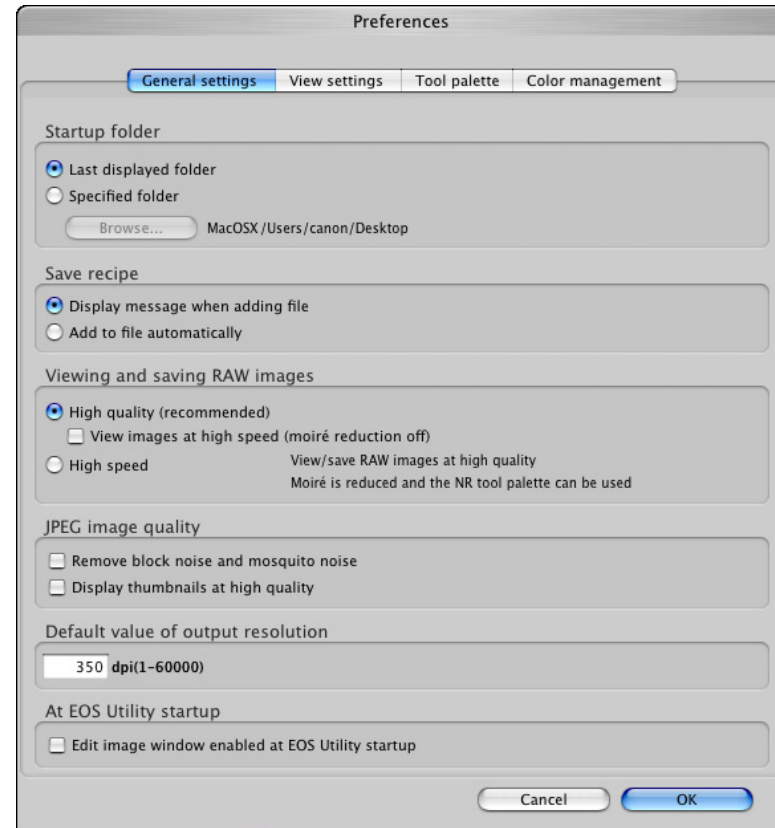 Preferences
General settings
View settings
Tool palette
Color management
Startup folder
Last displayed folder
Specified folder
Browse...
MacOSX/Users/canon/Desktop
Save recipe
Display message when adding file
Add to file automatically
Viewing and saving RAW images
High quality (recommended)
View images at high speed (moiré reduction off)
High speed
View/save RAW images at high quality
Moiré is reduced and the NR tool palette can be used
JPEG image quality
Remove block noise and mosquito noise
Display thumbnails at high quality
Default value of output resolution
350 dpi(1-60000)
At EOS Utility startup
Edit image window enabled at EOS Utility startup
Cancel
OK